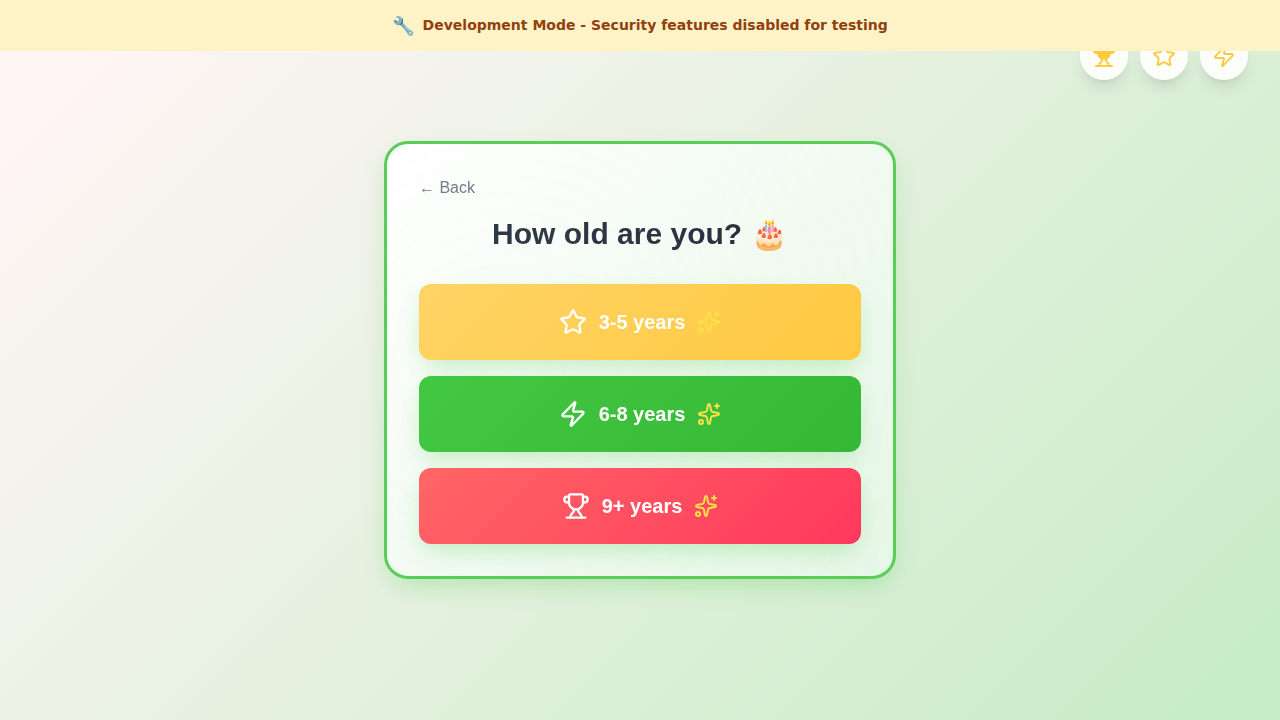 🔧 Development Mode - Security features disabled for testing
← Back
How old are you? 🎂
3-5 years
6-8 years
9+ years